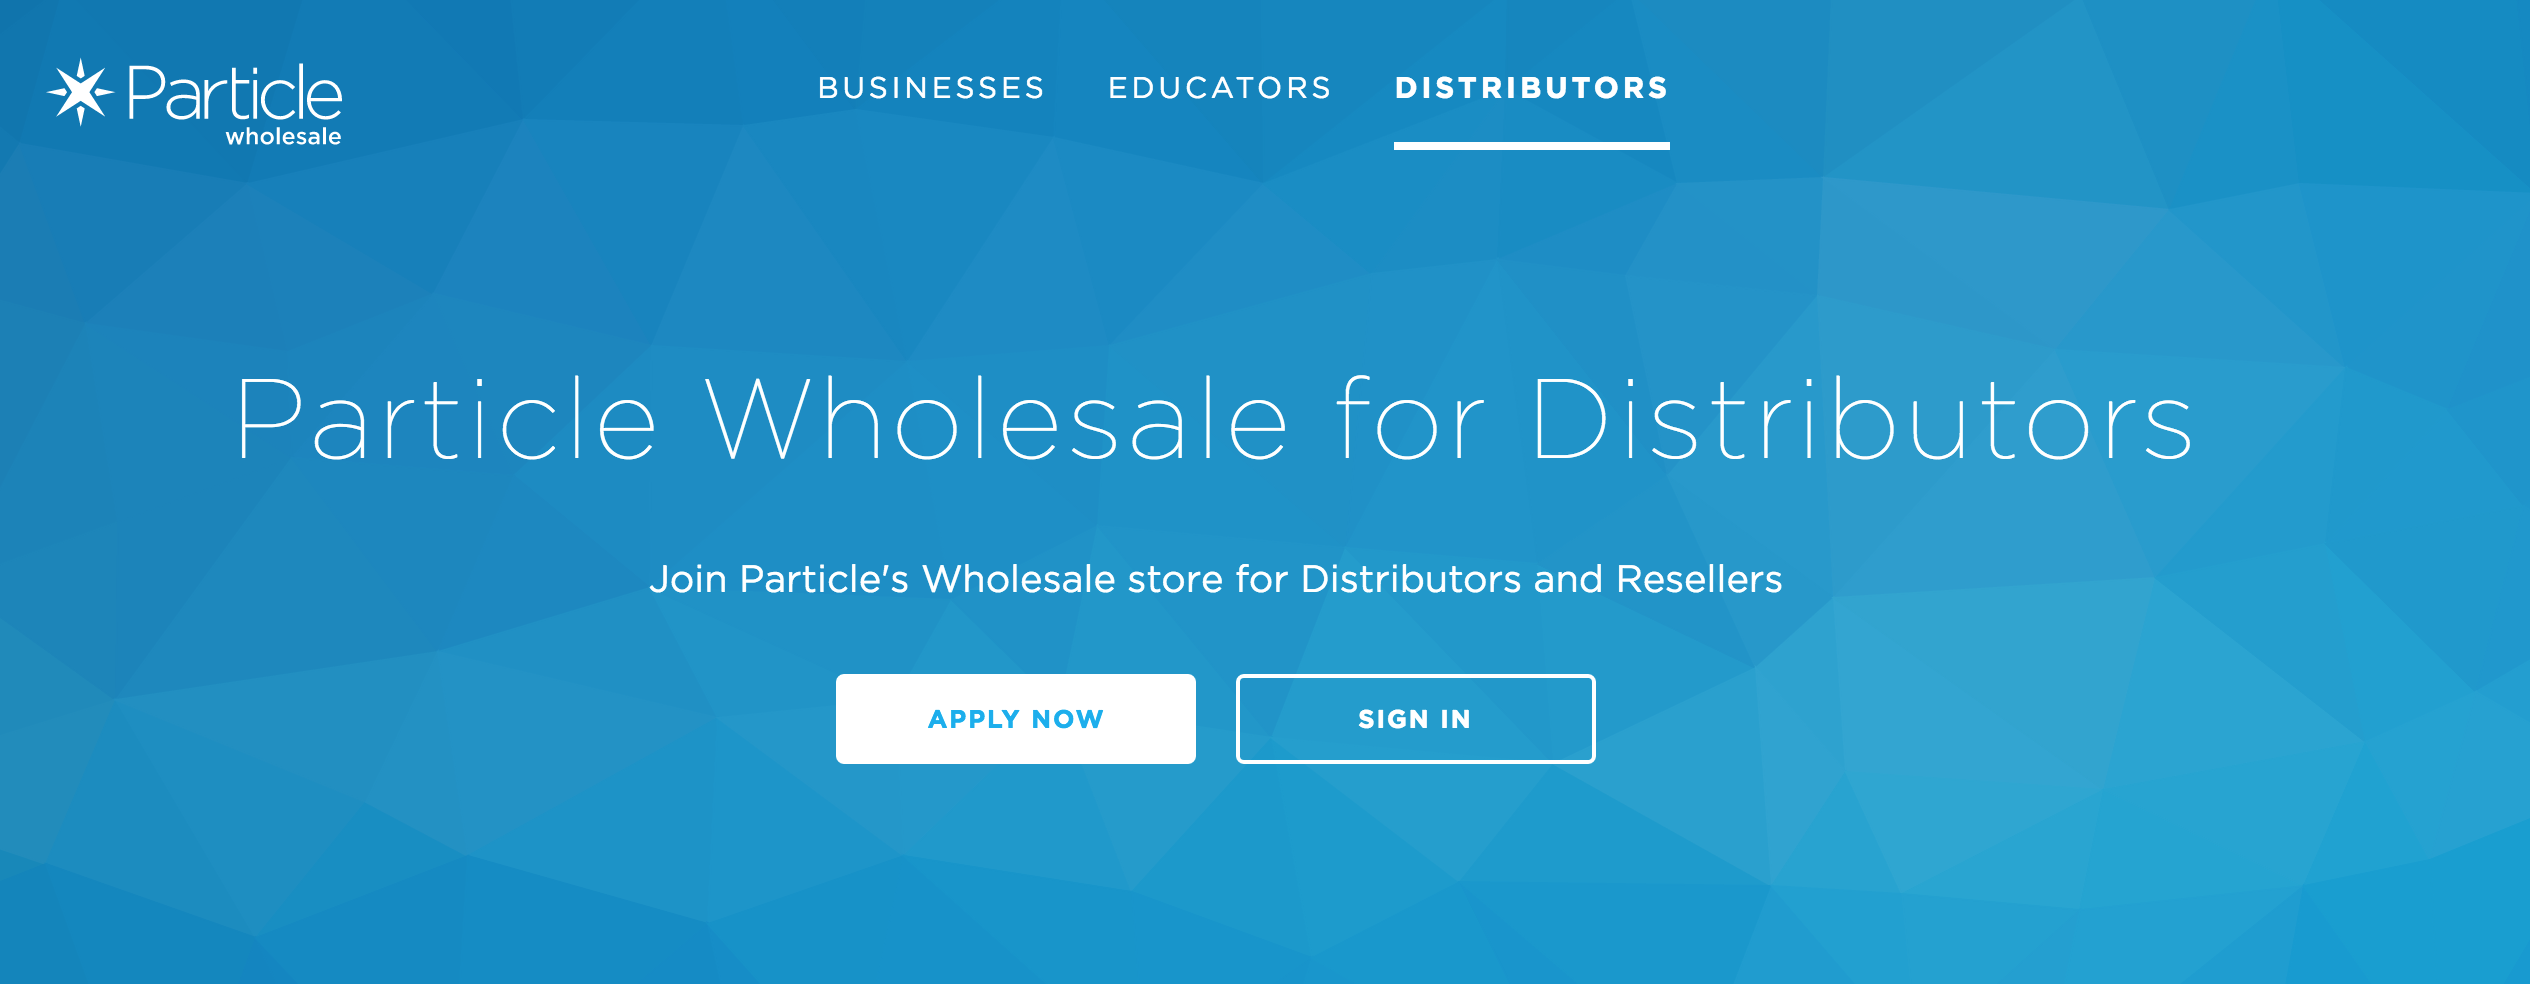 Particle
wholesale
BUSINESSES EDUCATORS DISTRIBUTORS
Particle Wholesale for Distributors
Join Particle's Wholesale store for Distributors and Resellers
APPLY NOW SIGN IN